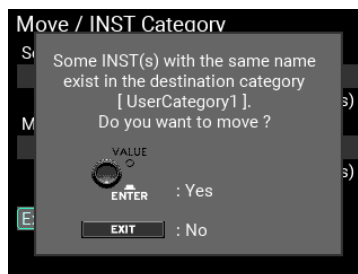 Move / INST Category
Some INST(s) with the same name
exist in the destination category
[ UserCategory1 ].
Do you want to move ?
VALUE
ENTER : Yes
EXIT : No